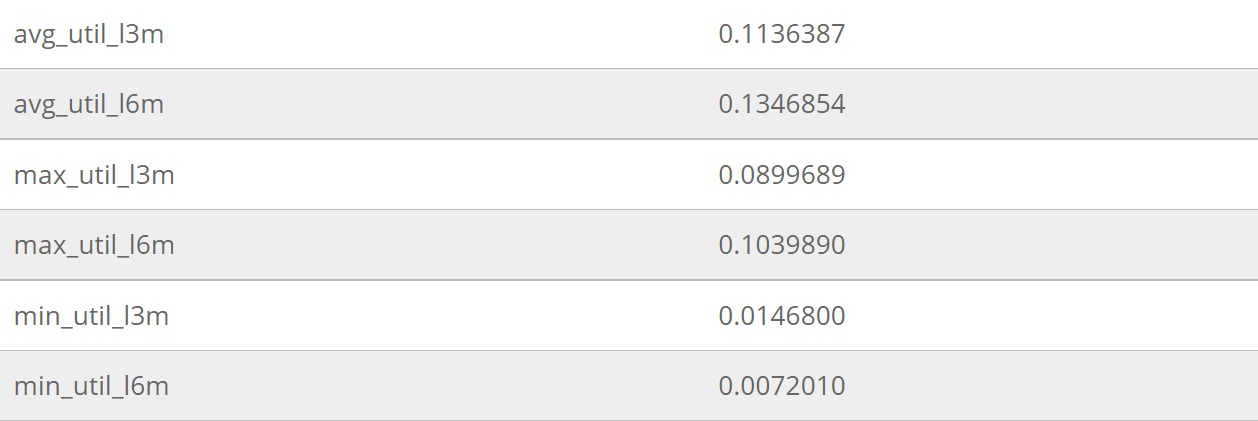 avg_util_l3m 0.1136387
avg_util_l6m 0.1346854
max_util_l3m 0.0899689
max_util_l6m 0.1039890
min_util_l3m 0.0146800
min_util_l6m 0.0072010